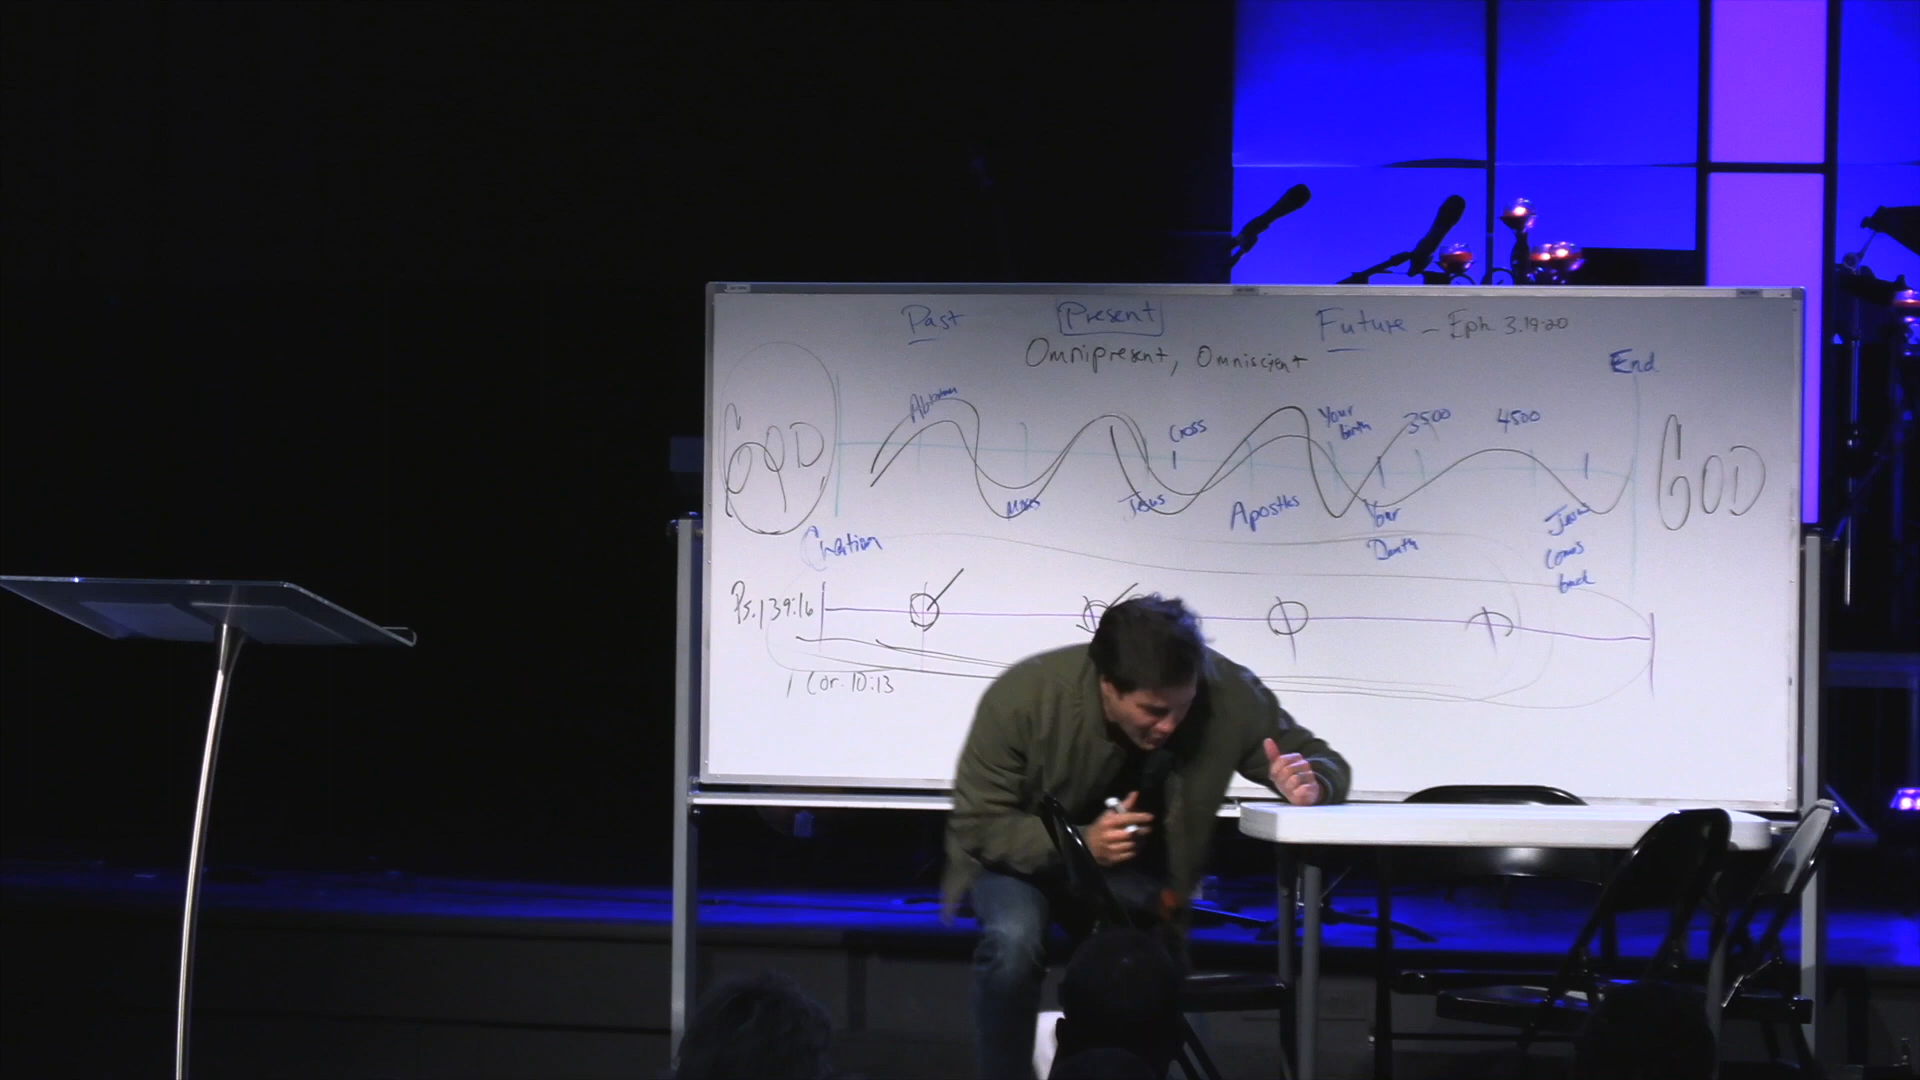 Past Present Future - Eph 3.19-20
Omnipresent, Omniscient
End
Abraham
Cross
Your birth
3500
4500
GOD
GOD
Moses
Jesus
Apostles
Your Death
Jesus comes back
Creation
Ps. 139:16
1 Cor. 10:13